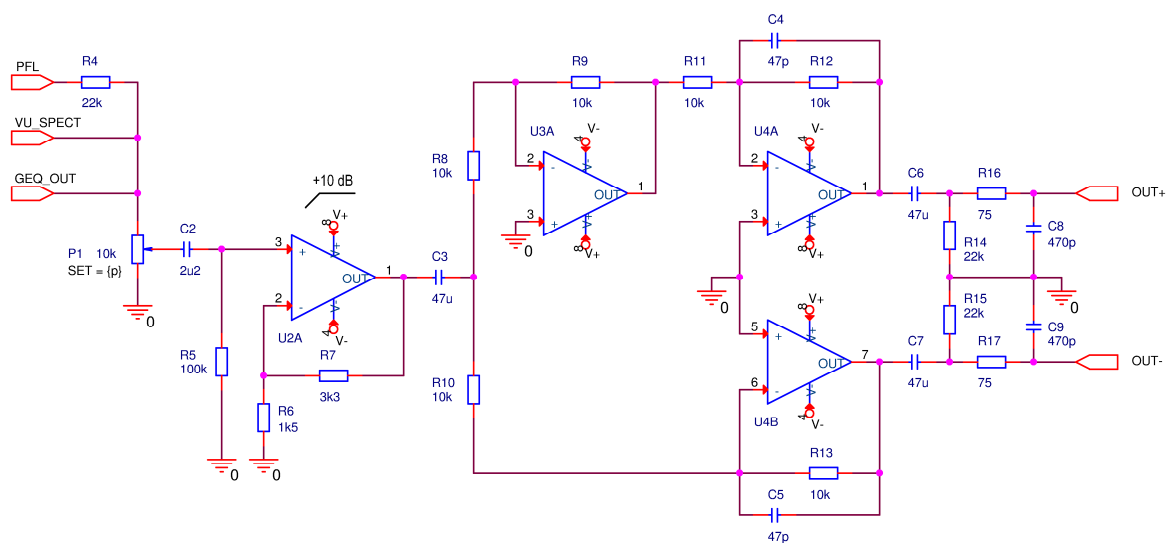 C4
47p
PFL
R4
22k
R9
10k
R11
10k
R12
10k
VU_SPECT
GEQ_OUT
U3A
V-
4
V-
2
-
OUT
1
3
+
V+
8
V+
0
U4A
V-
4
V-
2
-
OUT
1
3
+
V+
8
V+
R8
10k
+10 dB
C6
47u
R16
75
OUT+
R14
22k
C8
470p
P1 10k
SET = {p}
0
C2
2u2
V+
8
V+
3
+
OUT
1
2
-
V-
4
V-
U2A
C3
47u
0
0
R15
22k
C9
470p
V+
8
V+
5
+
OUT
7
6
-
V-
4
V-
U4B
C7
47u
R17
75
OUT-
R5
100k
R7
3k3
R6
1k5
R10
10k
0
0
R13
10k
C5
47p